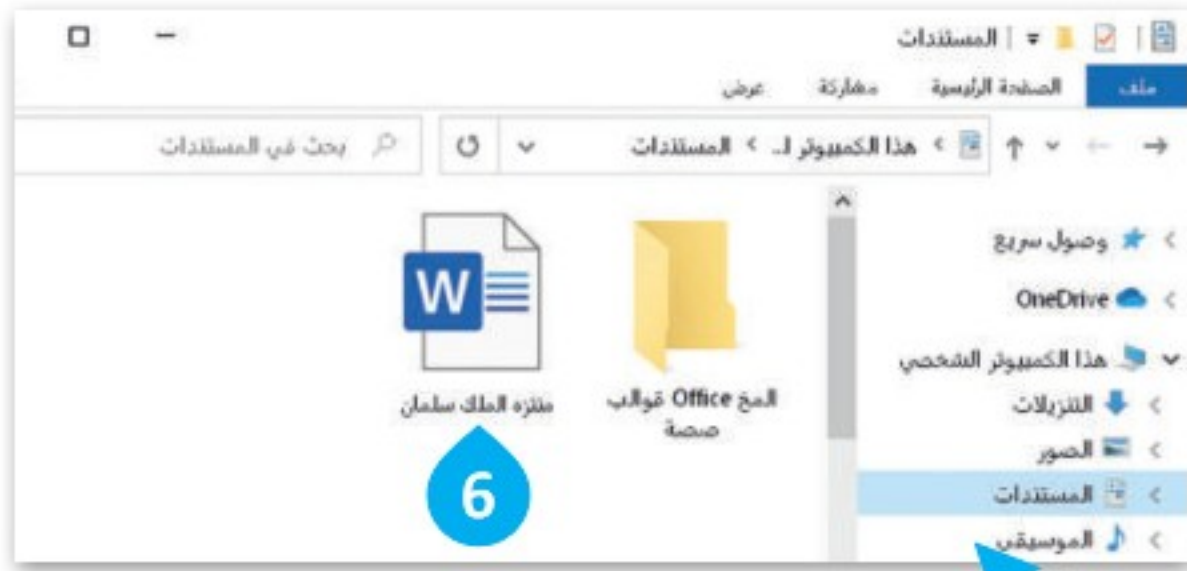 المستندات
ملف الصفحة الرئيسية مشاركة عرض
هذا الكمبيوتر ا... > المستندات بحث في المستندات
وصول سريع
OneDrive
هذا الكمبيوتر الشخصي
التنزيلات
الصور
المستندات
الموسيقى
المخ Office قوالب
صصة
منتزه الملك سلمان
W
6